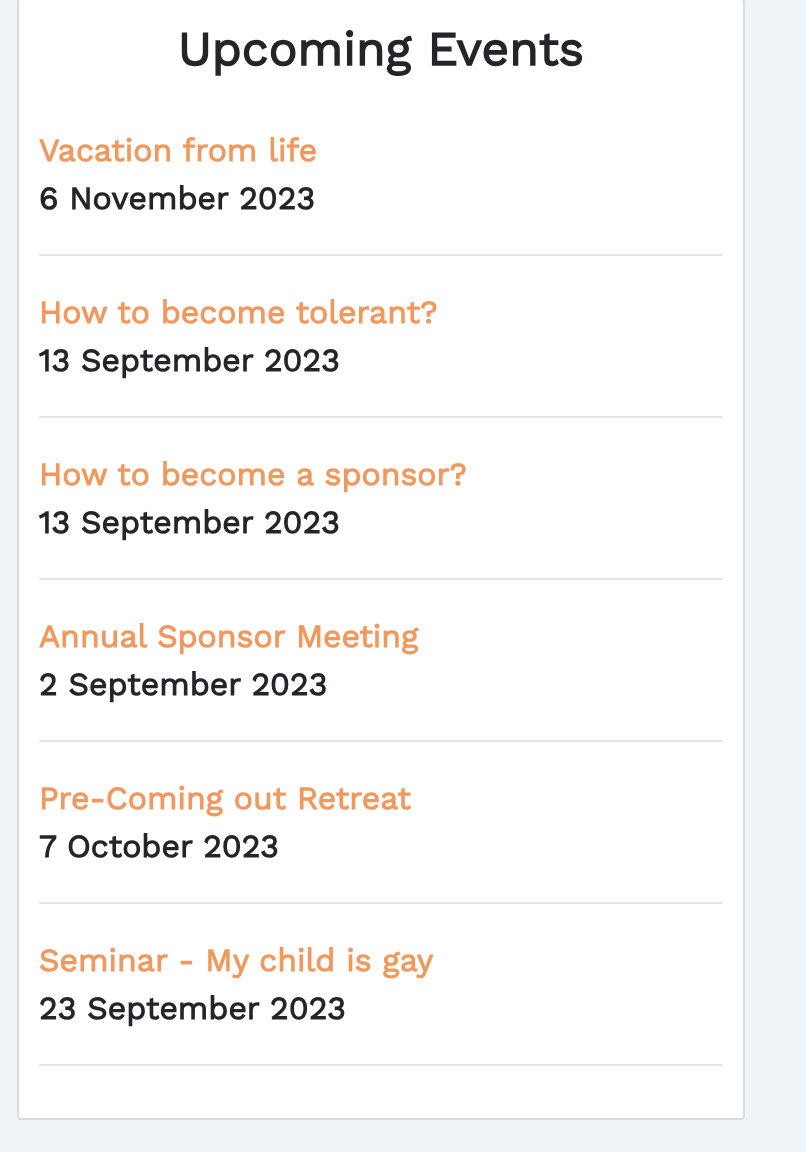 Upcoming Events
Vacation from life
6 November 2023
How to become tolerant?
13 September 2023
How to become a sponsor?
13 September 2023
Annual Sponsor Meeting
2 September 2023
Pre-Coming out Retreat
7 October 2023
Seminar - My child is gay
23 September 2023